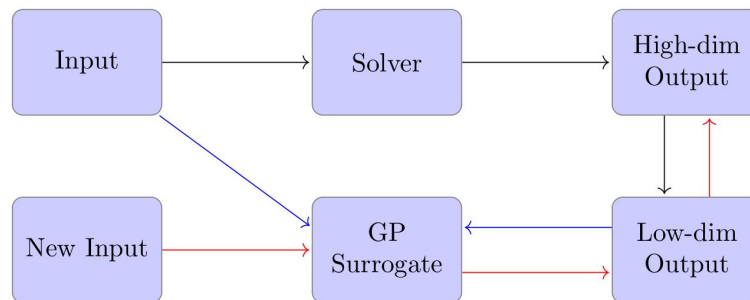 Input
Solver
High-dim
Output
New Input
GP
Surrogate
Low-dim
Output